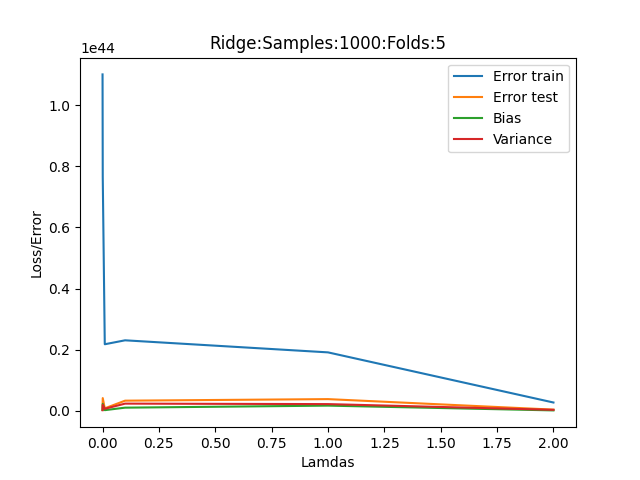 Ridge:Samples:1000:Folds:5
1e44
Error train
Error test
Bias
Variance
1.0
0.8
0.6
0.4
0.2
0.0
Loss/Error
0.00 0.25 0.50 0.75 1.00 1.25 1.50 1.75 2.00
Lamdas